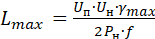 L_max = (U_п · U_н · γ_max) / (2 P_н · f)